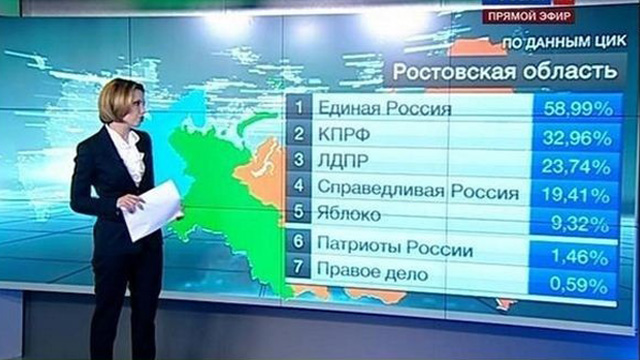 ПРЯМОЙ ЭФИР
ПО ДАННЫМ ЦИК
Ростовская область
1 Единая Россия 58,99%
2 КПРФ 32,96%
3 ЛДПР 23,74%
4 Справедливая Россия 19,41%
5 Яблоко 9,32%
6 Патриоты России 1,46%
7 Правое дело 0,59%